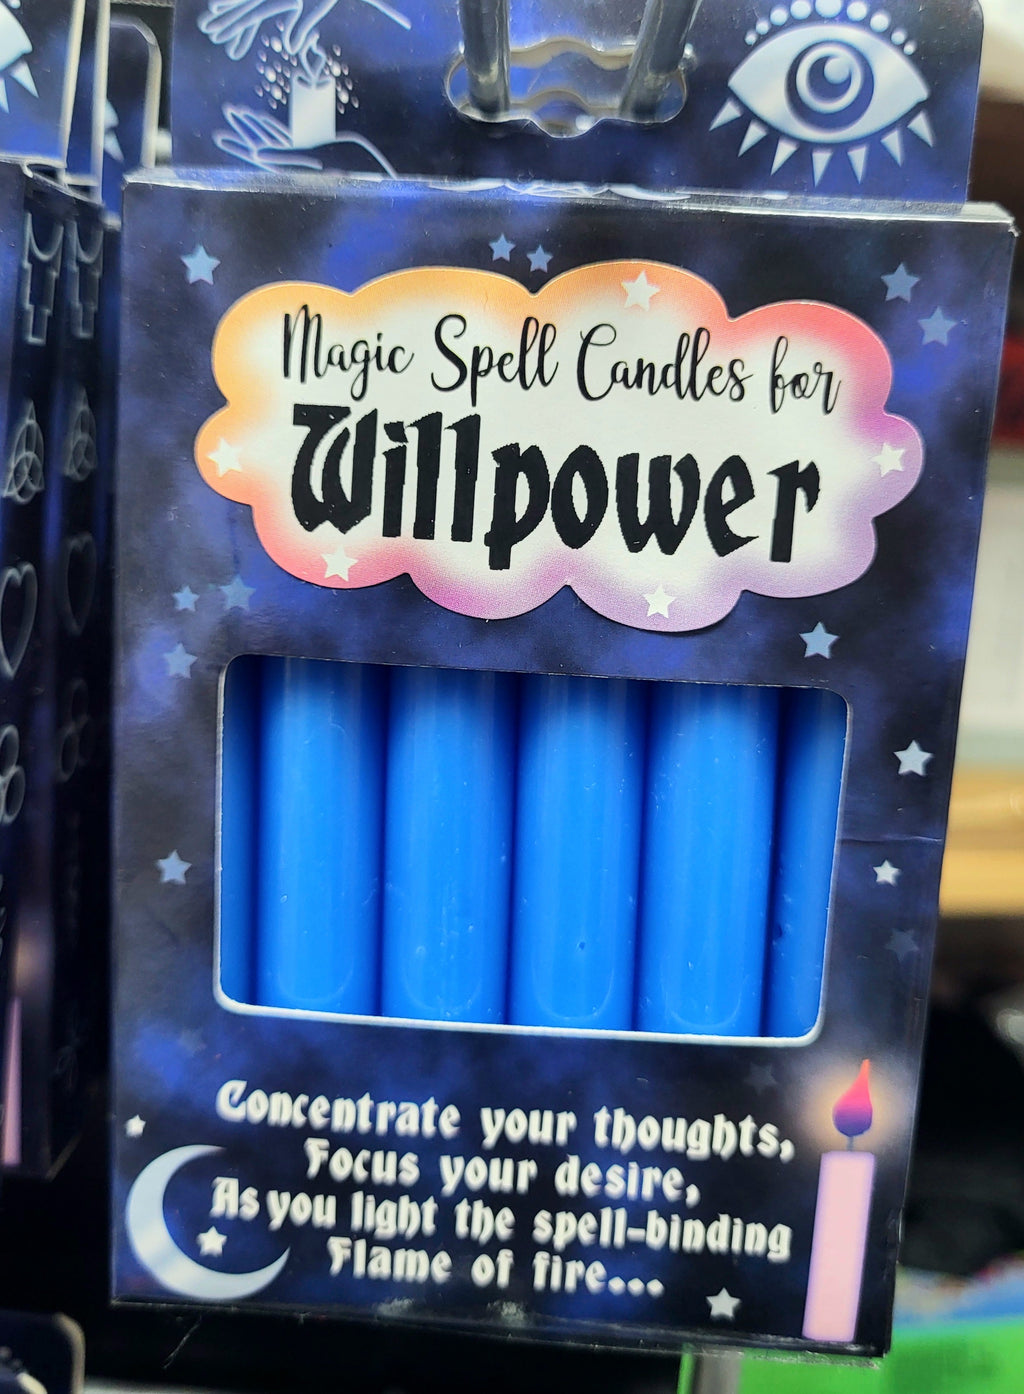 Magic Spell Candles for
Willpower
Concentrate your thoughts,
Focus your desire,
As you light the spell-binding
Flame of fire...